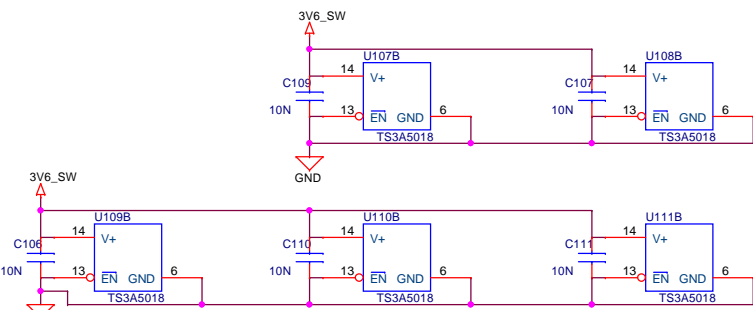 3V6_SW
U107B
U108B
14 V+
14 V+
C109
C107
10N
13 EN GND 6
10N
13 EN GND 6
TS3A5018
TS3A5018
GND
3V6_SW
U109B
U110B
U111B
14 V+
14 V+
14 V+
C106
C110
C111
10N
13 EN GND 6
10N
13 EN GND 6
10N
13 EN GND 6
TS3A5018
TS3A5018
TS3A5018